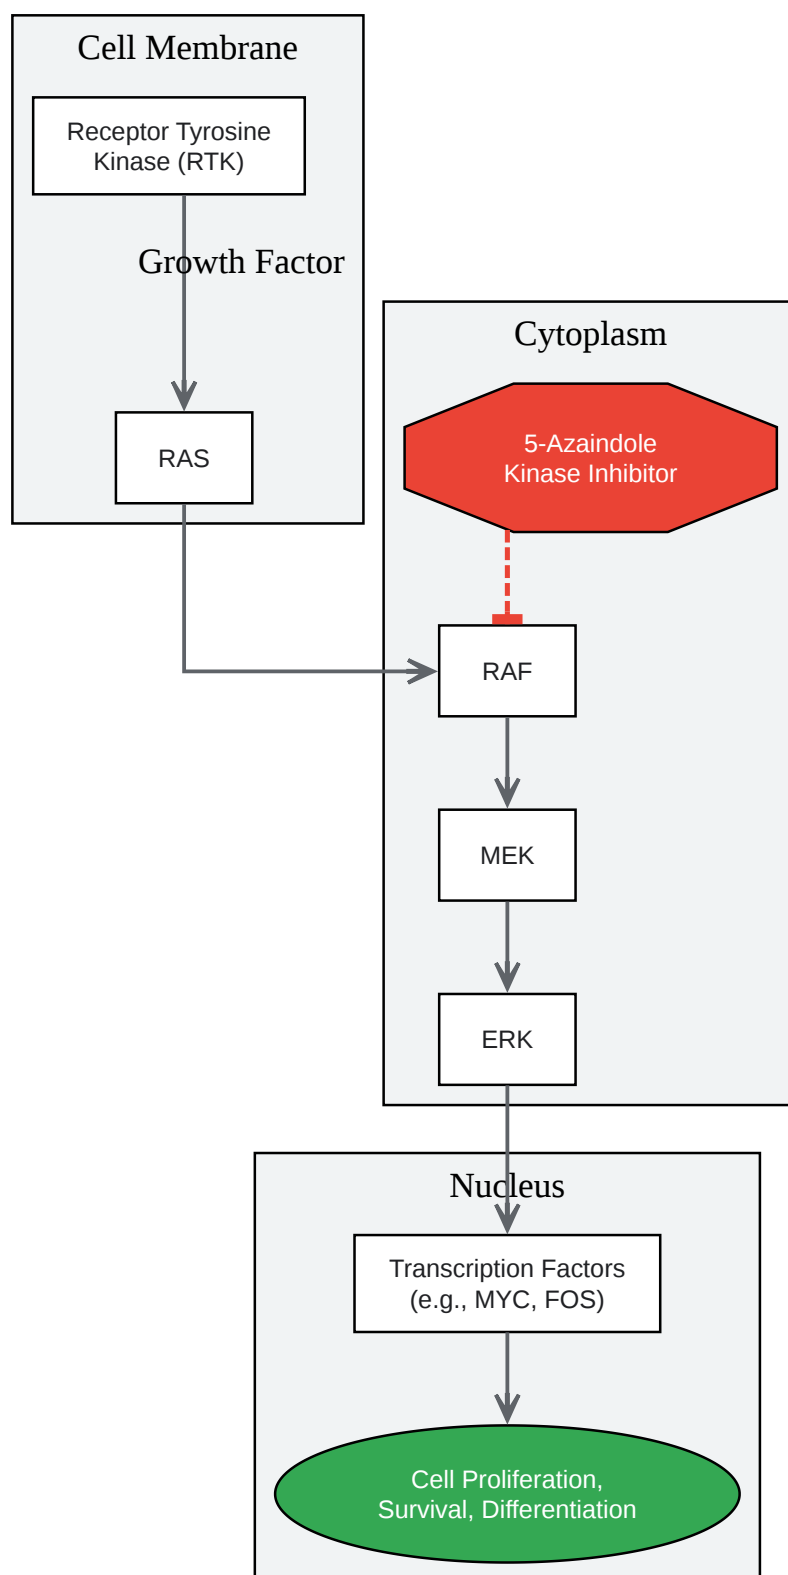 Cell Membrane
Receptor Tyrosine
Kinase (RTK)
Growth Factor
RAS
Cytoplasm
5-Azaindole
Kinase Inhibitor
RAF
MEK
ERK
Nucleus
Transcription Factors
(e.g., MYC, FOS)
Cell Proliferation,
Survival, Differentiation